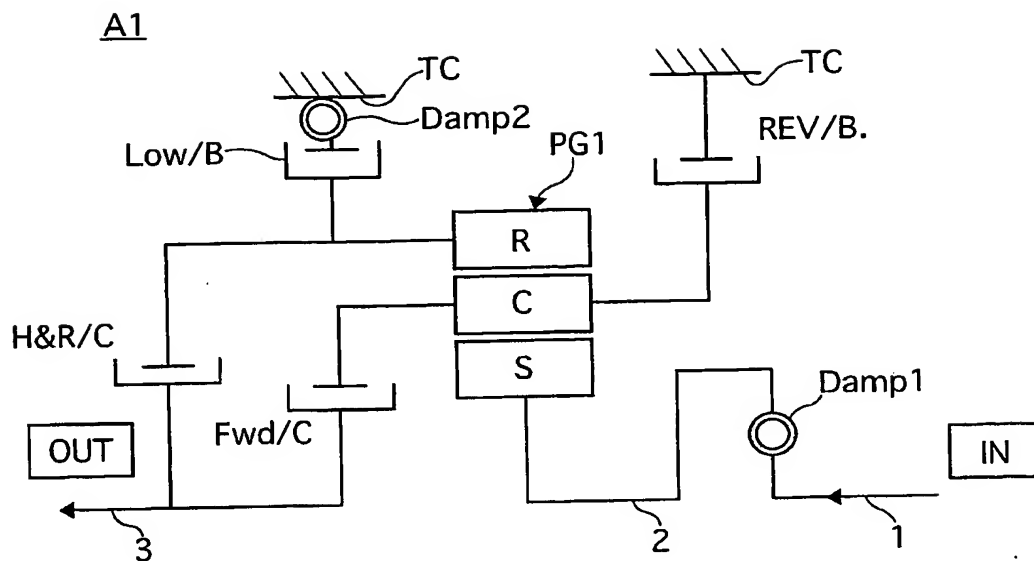 A1
TC
TC
Damp2
REV/B.
Low/B
PG1
R
C
H&R/C
S
Damp1
Fwd/C
OUT
IN
3
2
1